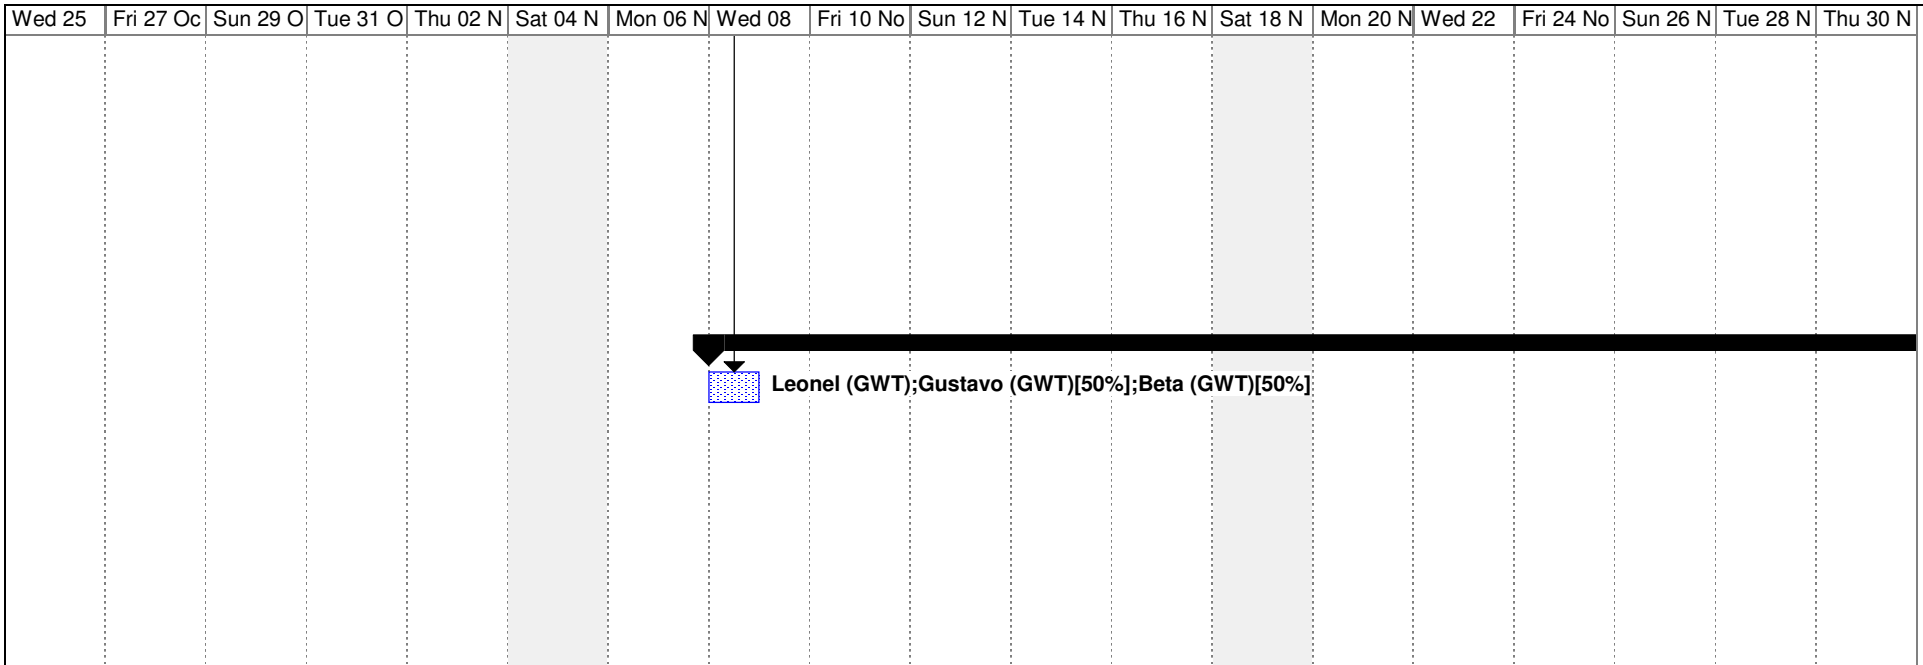 Wed 25 Fri 27 Oc Sun 29 O Tue 31 O Thu 02 N Sat 04 N Mon 06 N Wed 08 Fri 10 No Sun 12 N Tue 14 N Thu 16 N Sat 18 N Mon 20 N Wed 22 Fri 24 No Sun 26 N Tue 28 N Thu 30 N
Leonel (GWT);Gustavo (GWT)[50%];Beta (GWT)[50%]